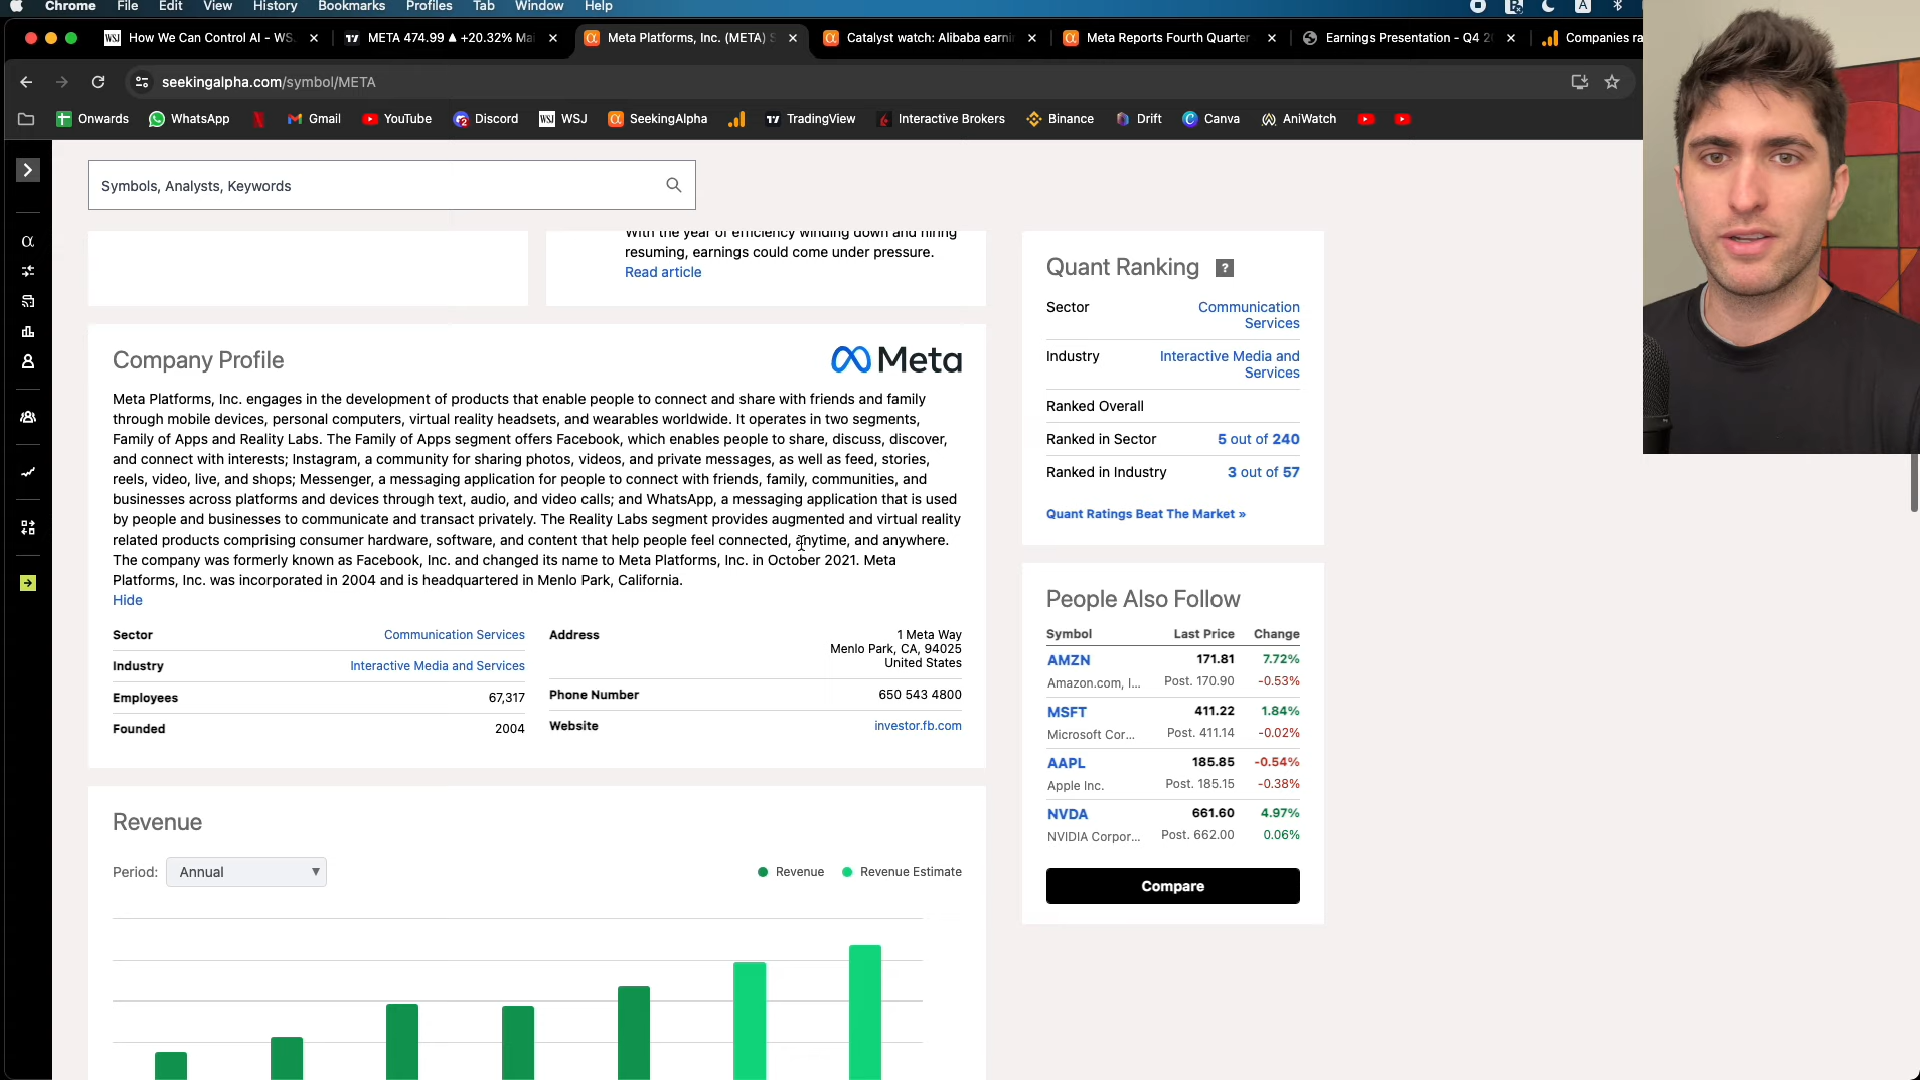 Chrome File Edit View History Bookmarks Profiles Tab Window Help
A
WSJ How We Can Control AI – WS
META 474.99 ▲ +20.32% Ma
Meta Platforms, Inc. (META) S
Catalyst watch: Alibaba earnin
Meta Reports Fourth Quarter
Earnings Presentation - Q4 2
Companies ra
seekingalpha.com/symbol/META
Onwards WhatsApp Gmail YouTube Discord WSJ WSJ SeekingAlpha TradingView Interactive Brokers Binance Drift Canva AniWatch
Symbols, Analysts, Keywords
With the year of efficiency winding down and hiring
resuming, earnings could come under pressure.
Read article
Company Profile
Meta
Meta Platforms, Inc. engages in the development of products that enable people to connect and share with friends and family
through mobile devices, personal computers, virtual reality headsets, and wearables worldwide. It operates in two segments,
Family of Apps and Reality Labs. The Family of Apps segment offers Facebook, which enables people to share, discuss, discover,
and connect with interests; Instagram, a community for sharing photos, videos, and private messages, as well as feed, stories,
reels, video, live, and shops; Messenger, a messaging application for people to connect with friends, family, communities, and
businesses across platforms and devices through text, audio, and video calls; and WhatsApp, a messaging application that is used
by people and businesses to communicate and transact privately. The Reality Labs segment provides augmented and virtual reality
related products comprising consumer hardware, software, and content that help people feel connected, anytime, and anywhere.
The company was formerly known as Facebook, Inc. and changed its name to Meta Platforms, Inc. in October 2021. Meta
Platforms, Inc. was incorporated in 2004 and is headquartered in Menlo Park, California.
Hide
Sector Communication Services
Industry Interactive Media and Services
Employees 67,317
Founded 2004
Address 1 Meta Way
Menlo Park, CA, 94025
United States
Phone Number 650 543 4800
Website investor.fb.com
Revenue
Period: Annual ▼
Revenue Revenue Estimate
Quant Ranking ?
Sector Communication
Services
Industry Interactive Media and
Services
Ranked Overall
Ranked in Sector 5 out of 240
Ranked in Industry 3 out of 57
Quant Ratings Beat The Market »
People Also Follow
Symbol Last Price Change
AMZN 171.81 7.72%
Amazon.com, I... Post. 170.90 -0.53%
MSFT 411.22 1.84%
Microsoft Cor... Post. 411.14 -0.02%
AAPL 185.85 -0.54%
Apple Inc. Post. 185.15 -0.38%
NVDA 661.60 4.97%
NVIDIA Corpor... Post. 662.00 0.06%
Compare